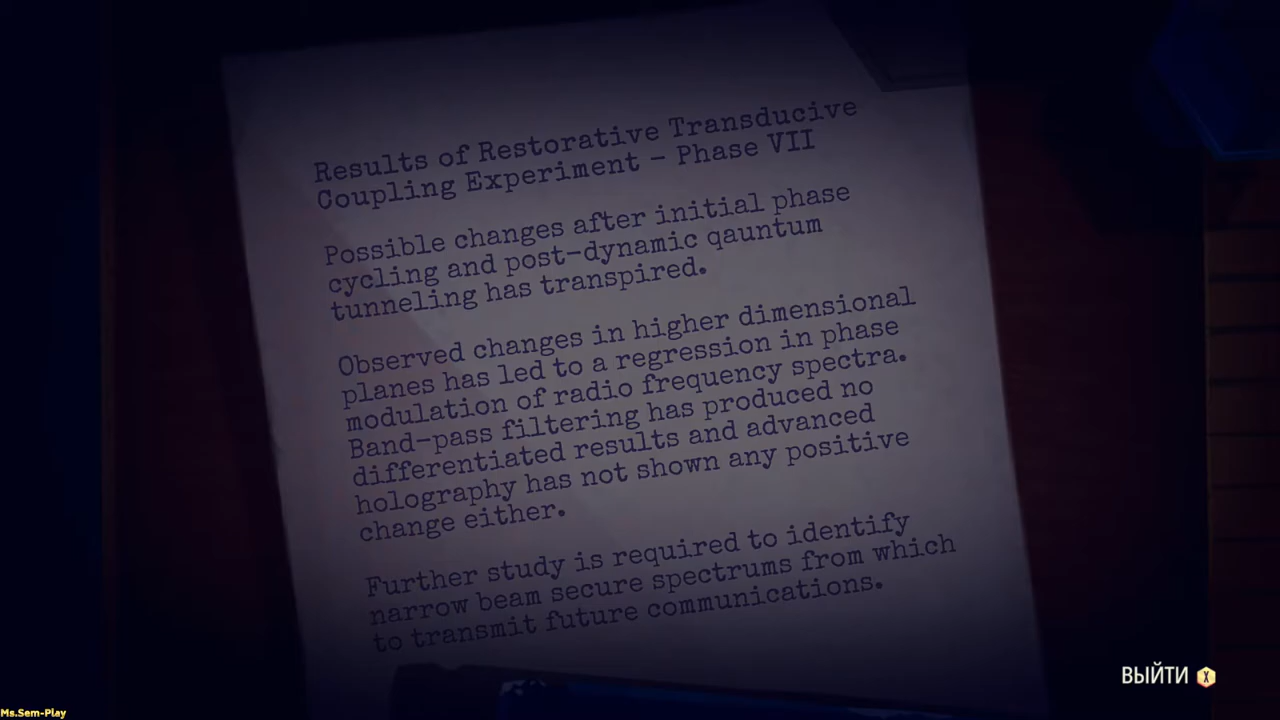 Results of Restorative Transducive
Coupling Experiment - Phase VII
Possible changes after initial phase
cycling and post-dynamic qauntum
tunneling has transpired.
Observed changes in higher dimensional
planes has led to a regression in phase
modulation of radio frequency spectra.
Band-pass filtering has produced no
differentiated results and advanced
holography has not shown any positive
change either.
Further study is required to identify
narrow beam secure spectrums from which
to transmit future communications.
ВЫЙТИ X
Ms.Sem-Play